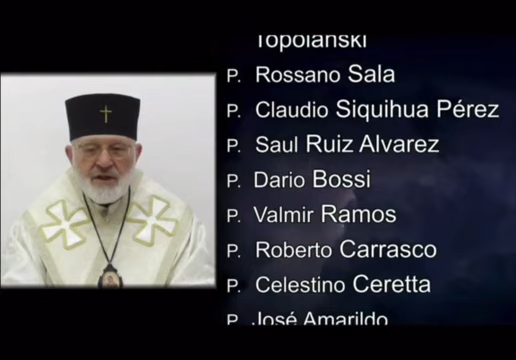 Topolanski
P. Rossano Sala
P. Claudio Siquihua Pérez
P. Saul Ruiz Alvarez
P. Dario Bossi
P. Valmir Ramos
P. Roberto Carrasco
P. Celestino Ceretta
P. José Amarildo